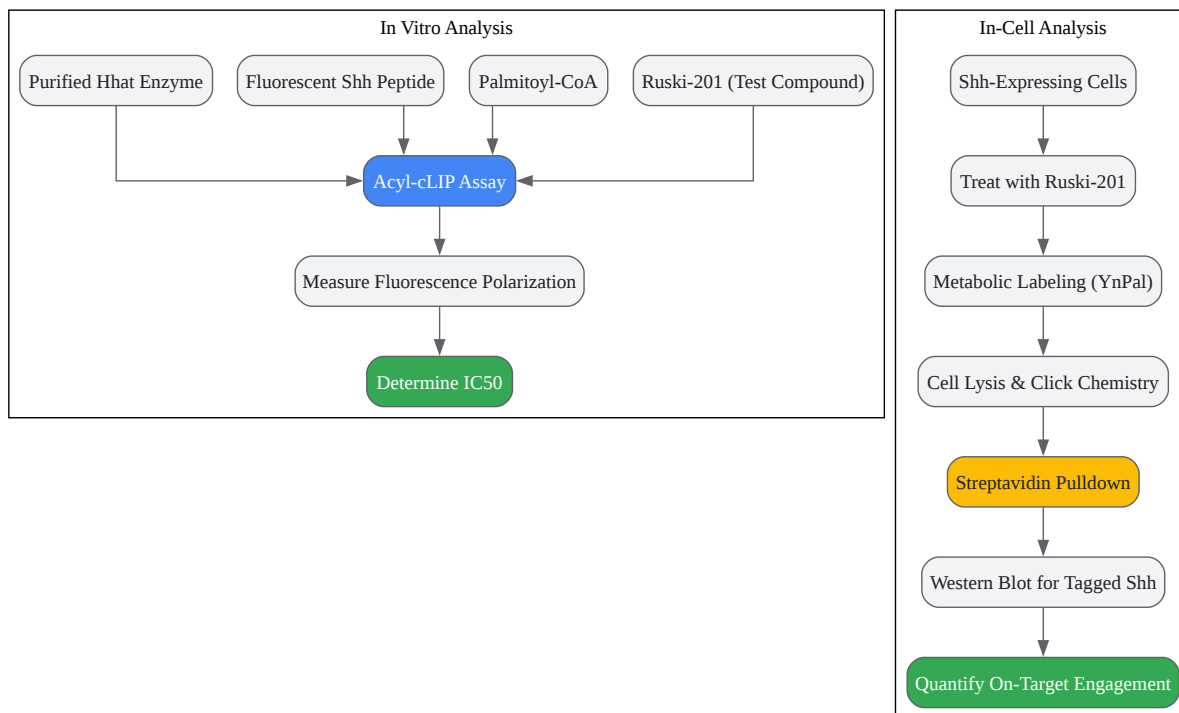 In Vitro Analysis
Purified Hhat Enzyme
Fluorescent Shh Peptide
Palmitoyl-CoA
Ruski-201 (Test Compound)
Acyl-cLIP Assay
Measure Fluorescence Polarization
Determine IC50
In-Cell Analysis
Shh-Expressing Cells
Treat with Ruski-201
Metabolic Labeling (YnPal)
Cell Lysis & Click Chemistry
Streptavidin Pulldown
Western Blot for Tagged Shh
Quantify On-Target Engagement